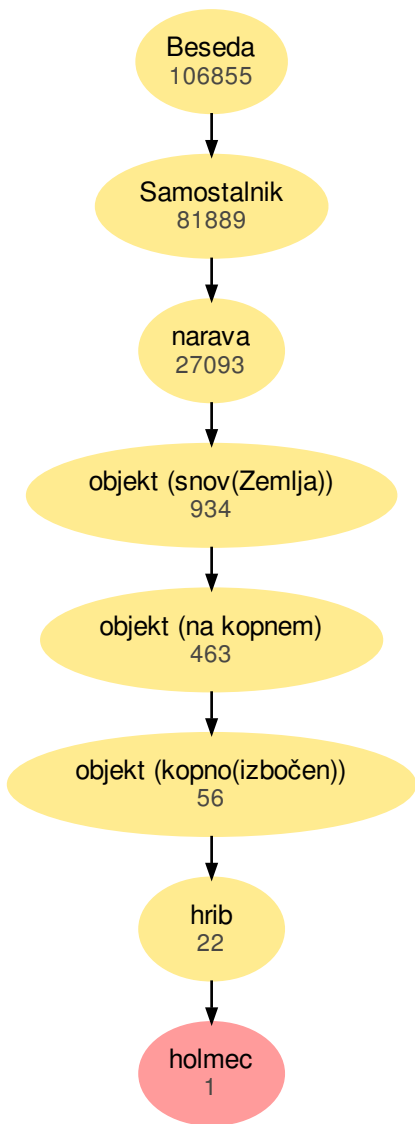 Beseda
106855
Samostalnik
81889
narava
27093
objekt (snov(Zemlja))
934
objekt (na kopnem)
463
objekt (kopno(izbočen))
56
hrib
22
holmec
1